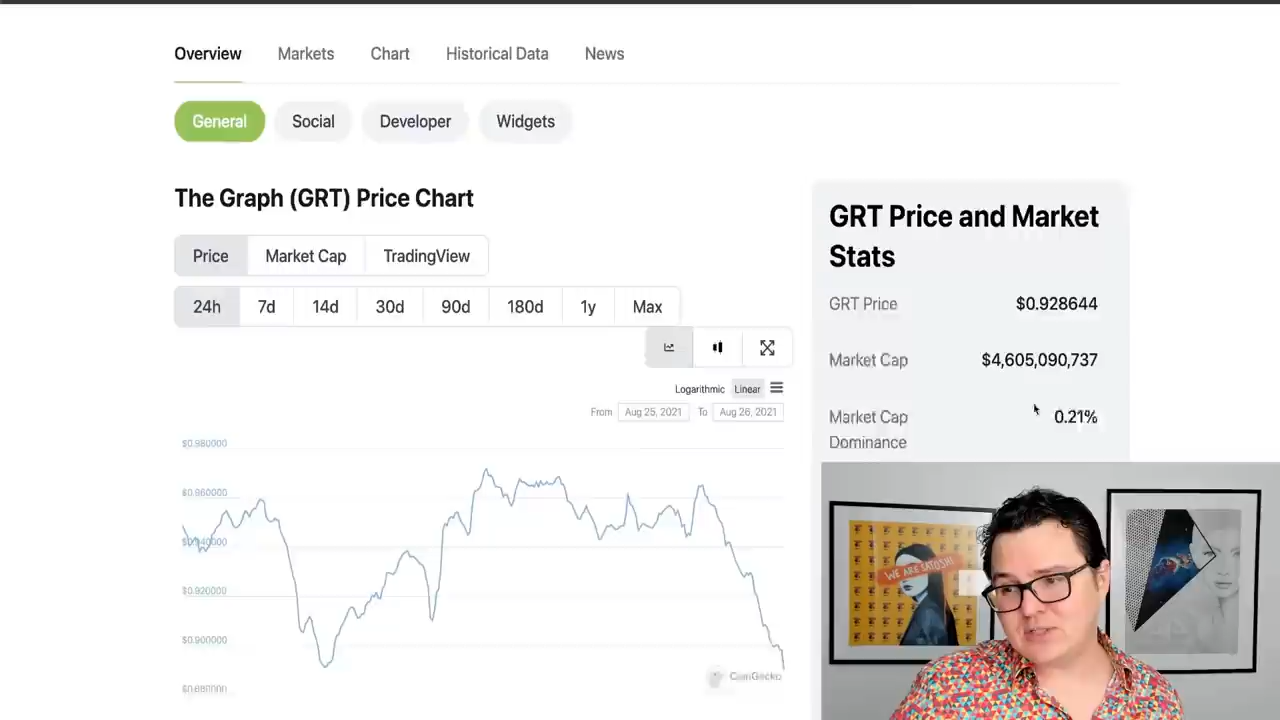 Overview Markets Chart Historical Data News
General Social Developer Widgets
The Graph (GRT) Price Chart
Price Market Cap TradingView
24h 7d 14d 30d 90d 180d 1y Max
Logarithmic Linear
From Aug 25, 2021 To Aug 26, 2021
$0.980000
$0.960000
$0.940000
$0.920000
$0.900000
$0.880000
CoinGecko
GRT Price and Market
Stats
GRT Price $0.928644
Market Cap $4,605,090,737
Market Cap 0.21%
Dominance
WE ARE SATOSHI